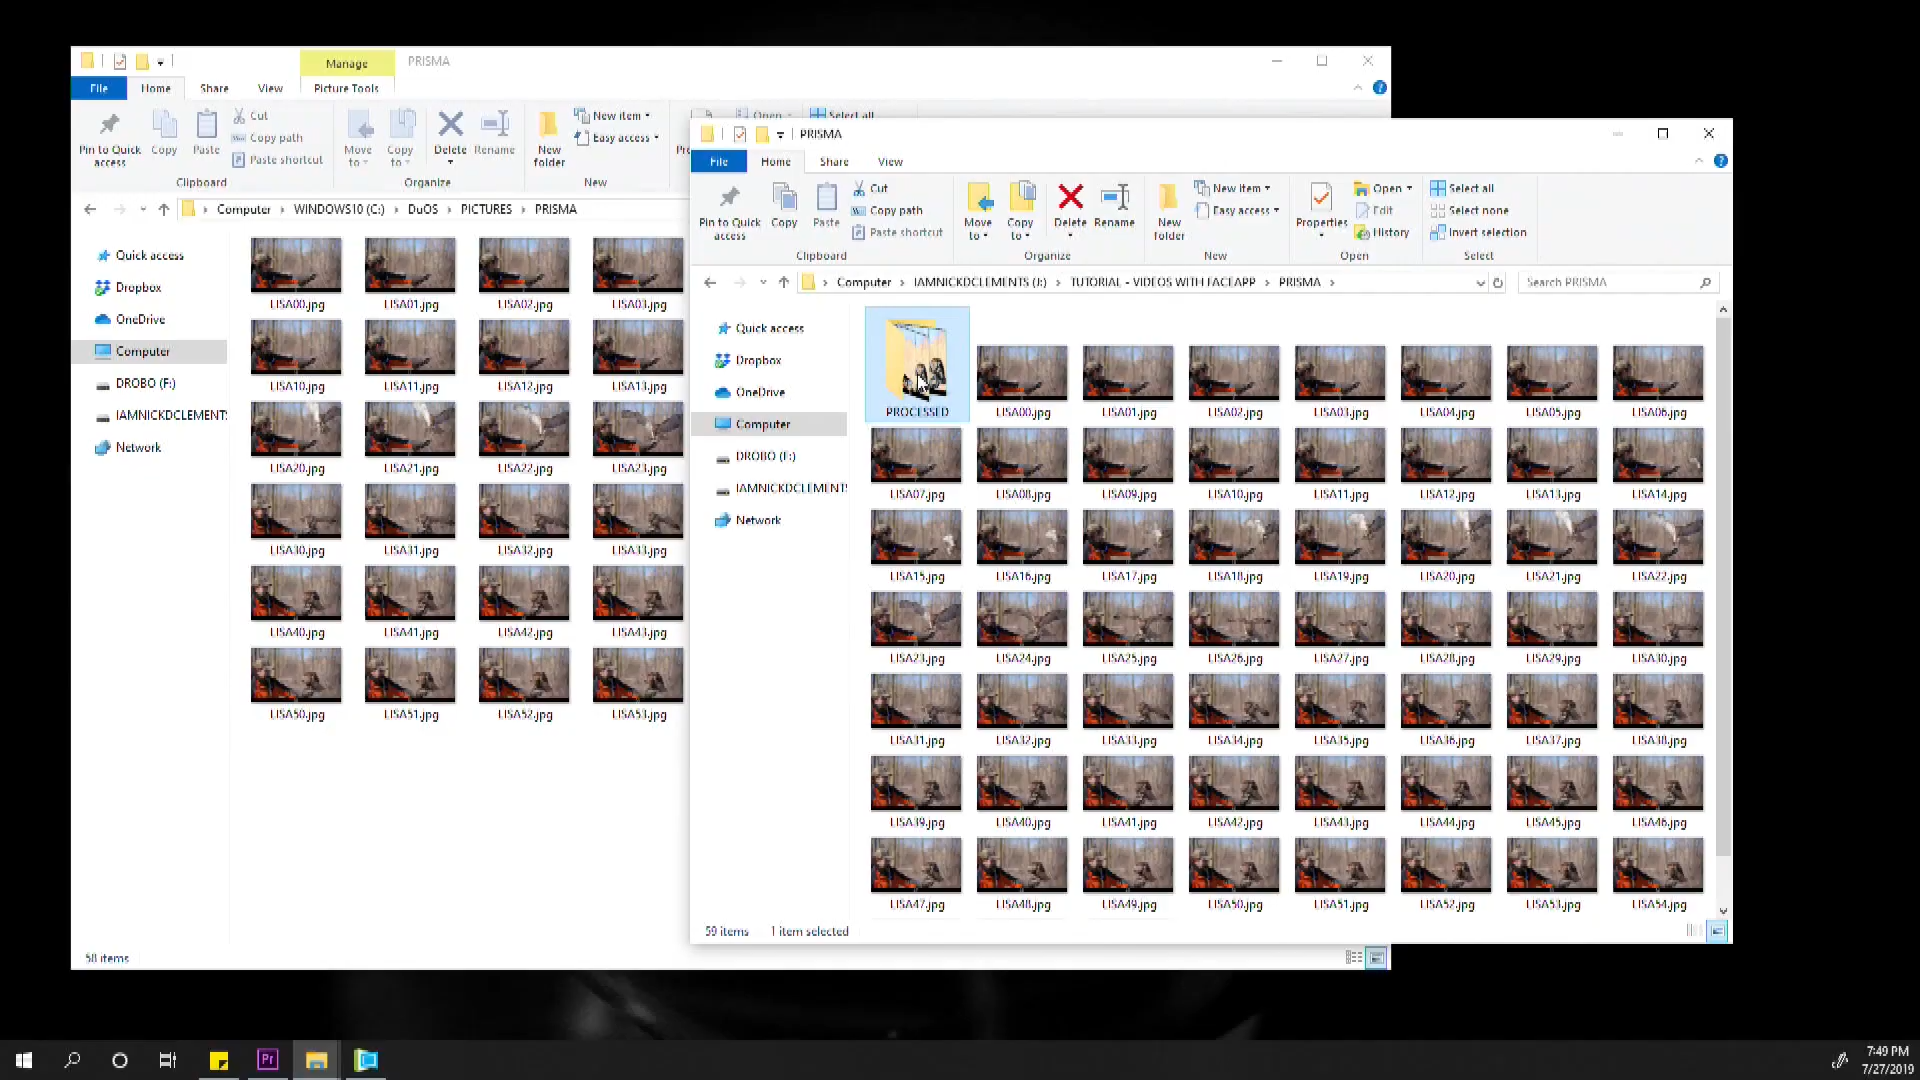 Manage
PRISMA
File
Home
Share
View
Picture Tools
Pin to Quick access
Copy
Paste
Cut
Copy path
Paste shortcut
Move to
Copy to
Delete
Rename
New folder
New item
Easy access
Open
Select all
Clipboard
Organize
New
Computer
WINDOWS10 (C:)
DuOS
PICTURES
PRISMA
Quick access
Dropbox
OneDrive
Computer
DROBO (F:)
IAMNICKDCLEMENTS
Network
LISA00.jpg
LISA01.jpg
LISA02.jpg
LISA03.jpg
LISA10.jpg
LISA11.jpg
LISA12.jpg
LISA13.jpg
LISA20.jpg
LISA21.jpg
LISA22.jpg
LISA23.jpg
LISA30.jpg
LISA31.jpg
LISA32.jpg
LISA33.jpg
LISA40.jpg
LISA41.jpg
LISA42.jpg
LISA43.jpg
LISA50.jpg
LISA51.jpg
LISA52.jpg
LISA53.jpg
58 items
PRISMA
File
Home
Share
View
Pin to Quick access
Copy
Paste
Cut
Copy path
Paste shortcut
Move to
Copy to
Delete
Rename
New folder
New item
Easy access
Properties
Open
Edit
History
Select all
Select none
Invert selection
Clipboard
Organize
New
Open
Select
Computer
IAMNICKDCLEMENTS (J:)
TUTORIAL - VIDEOS WITH FACEAPP
PRISMA
Search PRISMA
Quick access
Dropbox
OneDrive
Computer
DROBO (F:)
IAMNICKDCLEMENTS
Network
PROCESSED
LISA00.jpg
LISA01.jpg
LISA02.jpg
LISA03.jpg
LISA04.jpg
LISA05.jpg
LISA06.jpg
LISA07.jpg
LISA08.jpg
LISA09.jpg
LISA10.jpg
LISA11.jpg
LISA12.jpg
LISA13.jpg
LISA14.jpg
LISA15.jpg
LISA16.jpg
LISA17.jpg
LISA18.jpg
LISA19.jpg
LISA20.jpg
LISA21.jpg
LISA22.jpg
LISA23.jpg
LISA24.jpg
LISA25.jpg
LISA26.jpg
LISA27.jpg
LISA28.jpg
LISA29.jpg
LISA30.jpg
LISA31.jpg
LISA32.jpg
LISA33.jpg
LISA34.jpg
LISA35.jpg
LISA36.jpg
LISA37.jpg
LISA38.jpg
LISA39.jpg
LISA40.jpg
LISA41.jpg
LISA42.jpg
LISA43.jpg
LISA44.jpg
LISA45.jpg
LISA46.jpg
LISA47.jpg
LISA48.jpg
LISA49.jpg
LISA50.jpg
LISA51.jpg
LISA52.jpg
LISA53.jpg
LISA54.jpg
59 items
1 item selected
Pr
7:49 PM
7/27/2019